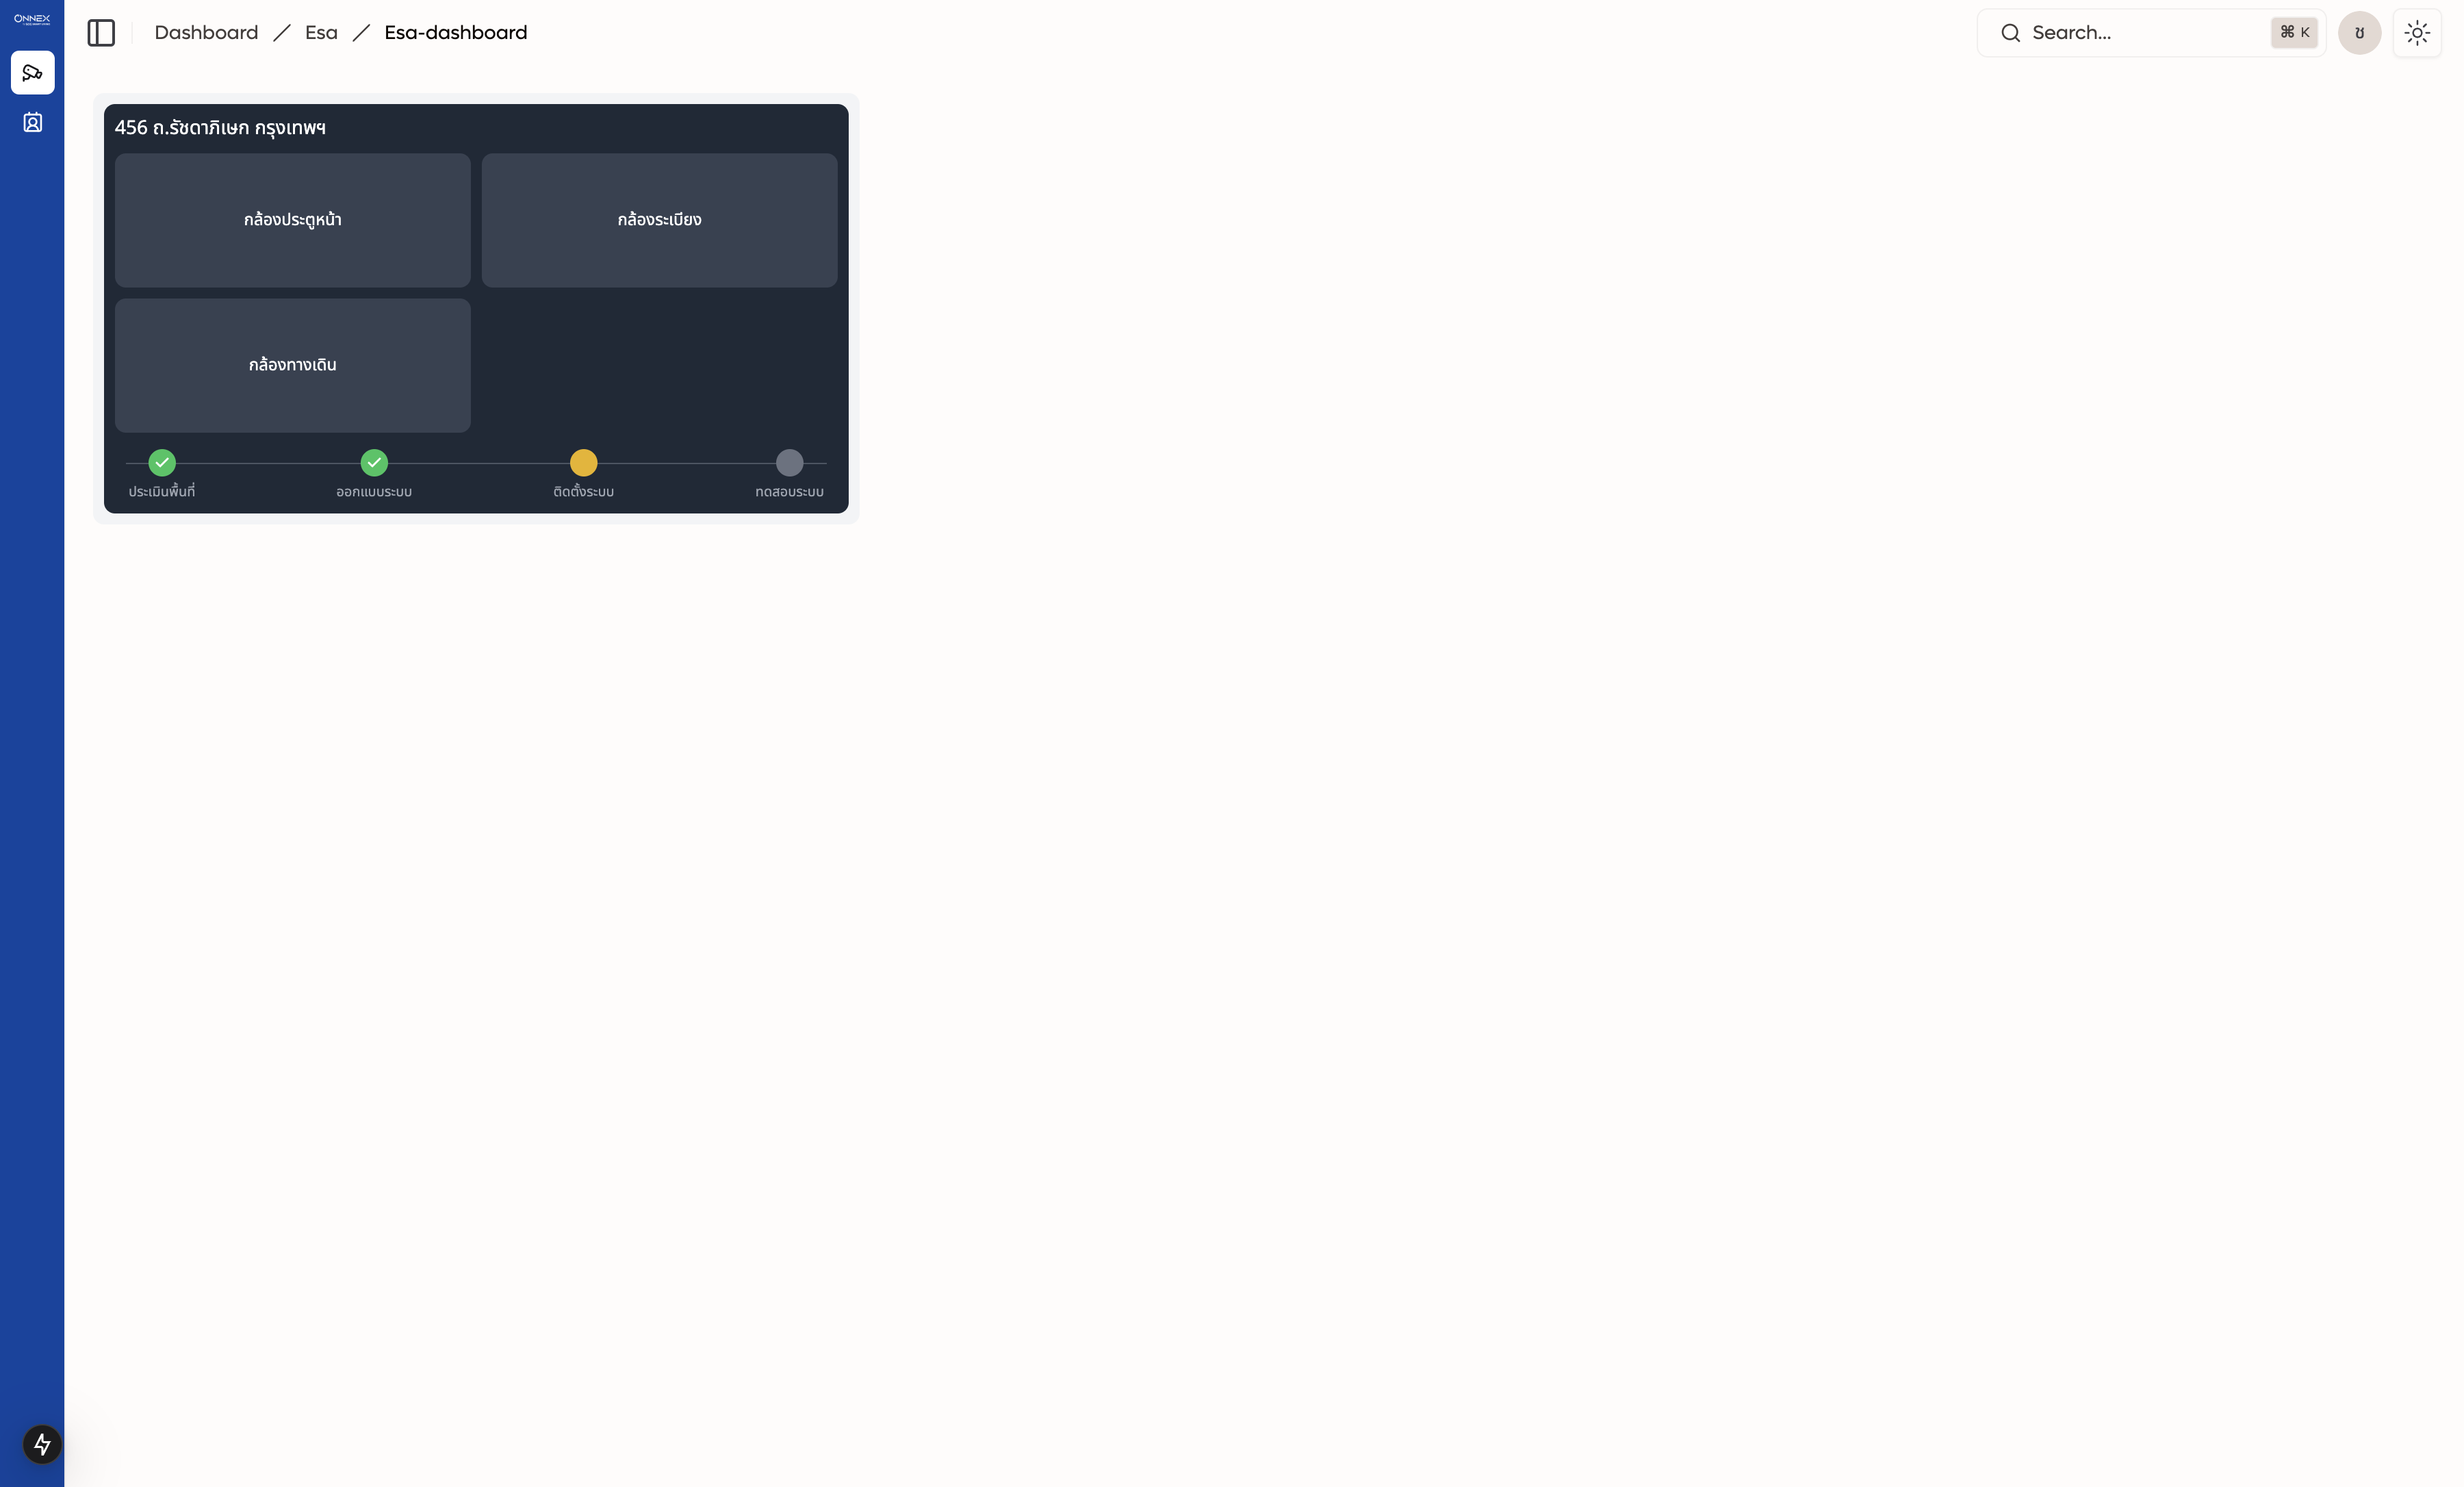 ONNEX
Dashboard / Esa / Esa-dashboard
Search... ⌘ K
ช
456 ถ.รัชดาภิเษก กรุงเทพฯ
กล้องประตูหน้า
กล้องระเบียง
กล้องทางเดิน
ประเมินพื้นที่
ออกแบบระบบ
ติดตั้งระบบ
ทดสอบระบบ